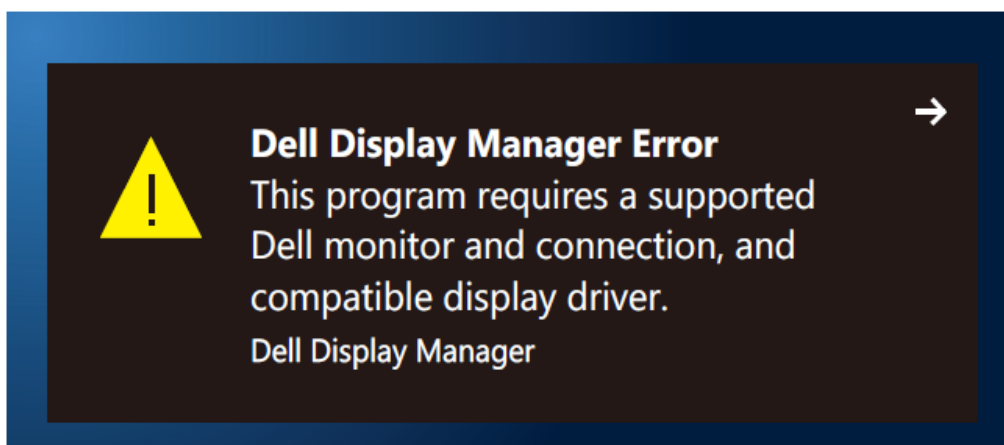 Dell Display Manager Error
This program requires a supported
Dell monitor and connection, and
compatible display driver.
Dell Display Manager